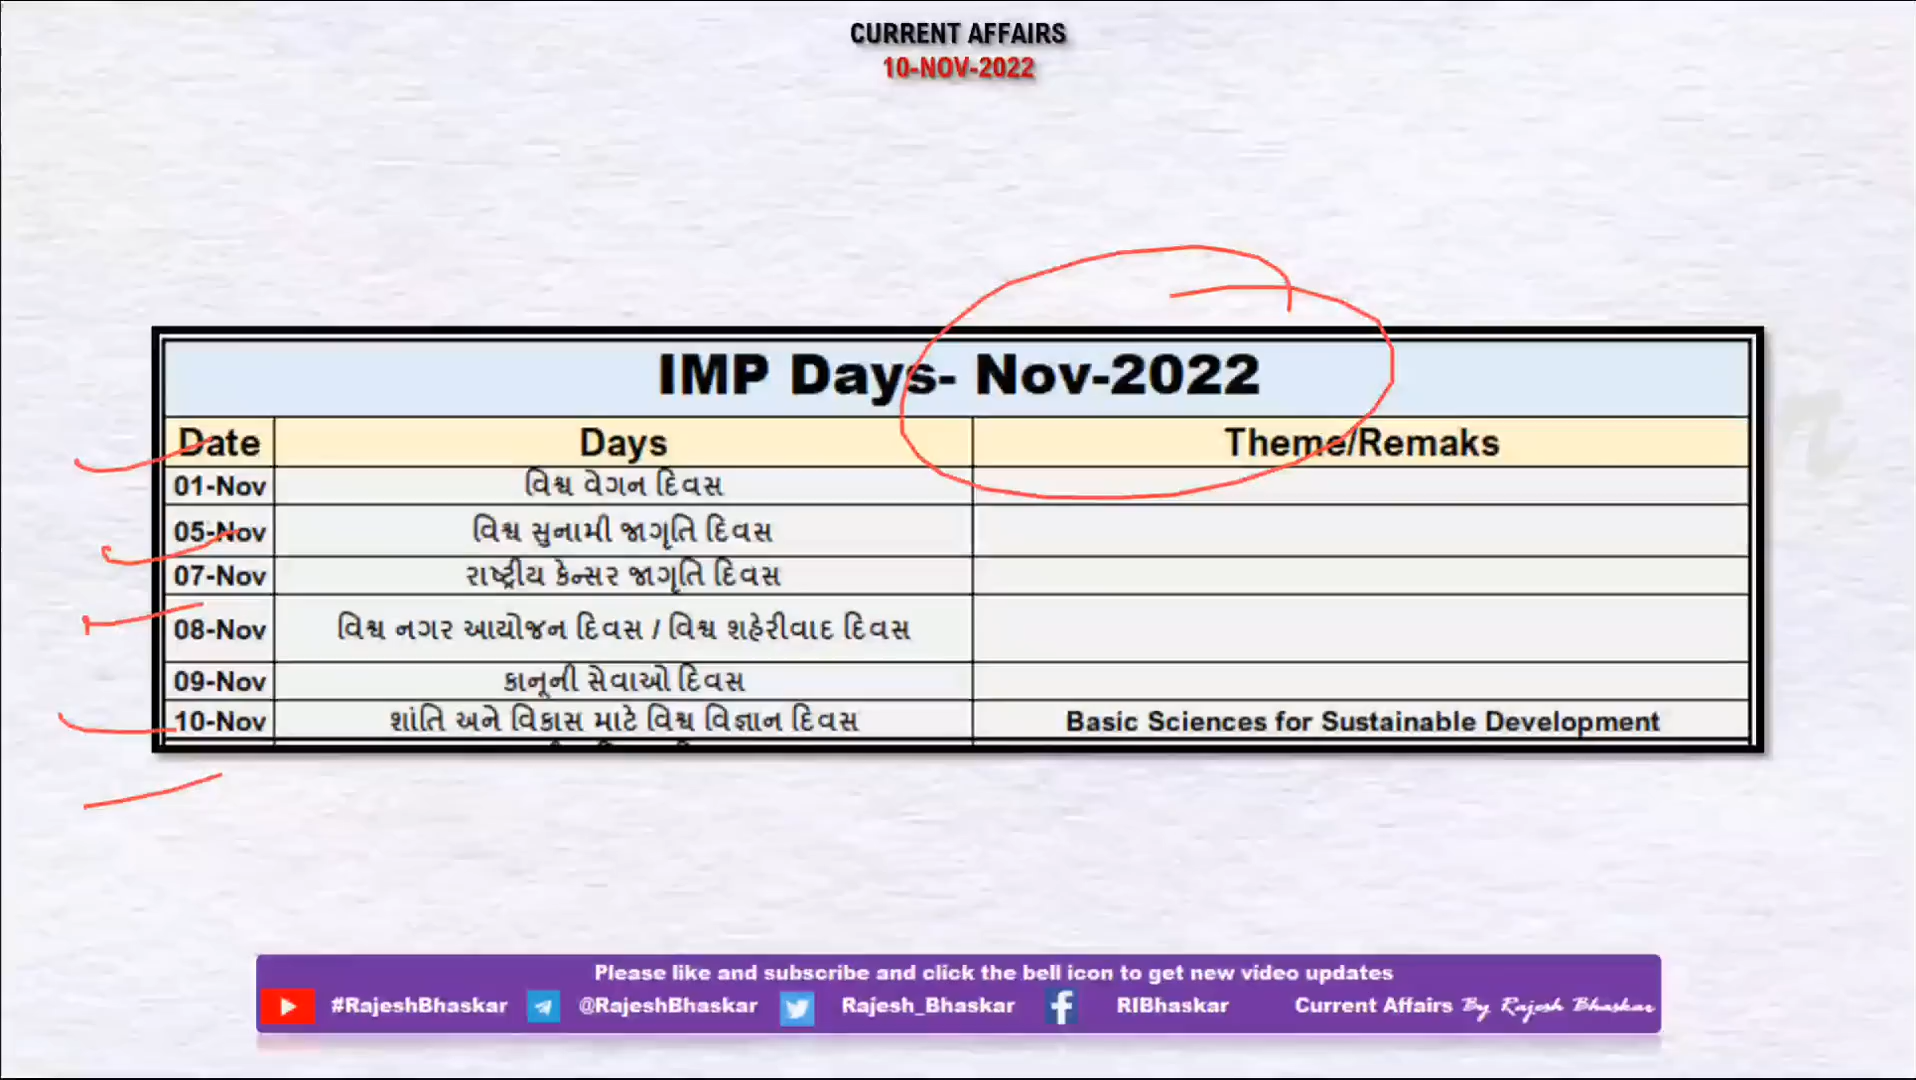 CURRENT AFFAIRS
10-NOV-2022
IMP Days- Nov-2022
Date Days Theme/Remaks
01-Nov વિશ્વ વેગન દિવસ
05-Nov વિશ્વ સુનામી જાગૃતિ દિવસ
07-Nov રાષ્ટ્રીય કેન્સર જાગૃતિ દિવસ
08-Nov વિશ્વ નગર આયોજન દિવસ / વિશ્વ શહેરીવાદ દિવસ
09-Nov કાનૂની સેવાઓ દિવસ
10-Nov શાંતિ અને વિકાસ માટે વિશ્વ વિજ્ઞાન દિવસ Basic Sciences for Sustainable Development
Please like and subscribe and click the bell icon to get new video updates
#RajeshBhaskar @RajeshBhaskar Rajesh_Bhaskar RIBhaskar Current Affairs By Rajesh Bhaskar